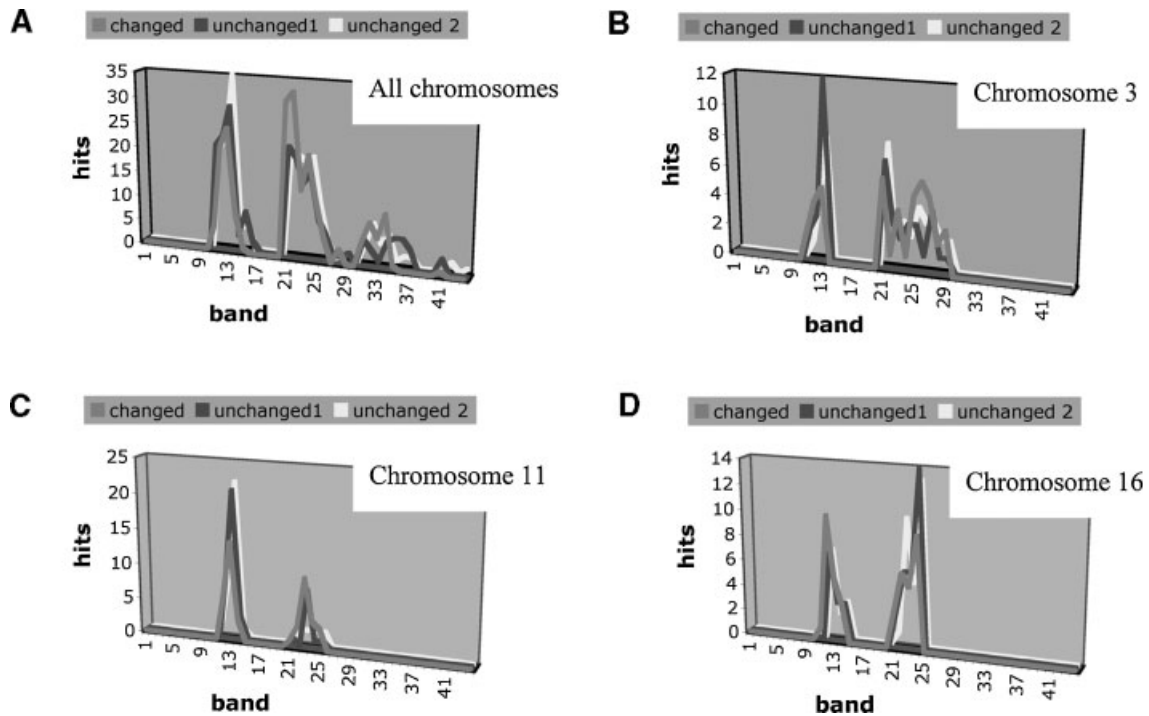 A
changed unchanged1 unchanged 2
All chromosomes
hits
35
30
25
20
15
10
5
0
1 5 9 13 17 21 25 29 33 37 41
band
B
changed unchanged1 unchanged 2
Chromosome 3
hits
12
10
8
6
4
2
0
1 5 9 13 17 21 25 29 33 37 41
band
C
changed unchanged1 unchanged 2
Chromosome 11
hits
25
20
15
10
5
0
1 5 9 13 17 21 25 29 33 37 41
band
D
changed unchanged1 unchanged 2
Chromosome 16
hits
14
12
10
8
6
4
2
0
1 5 9 13 17 21 25 29 33 37 41
band